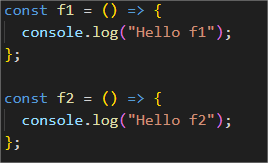 const f1 = () => {
  console.log("Hello f1");
};

const f2 = () => {
  console.log("Hello f2");
};